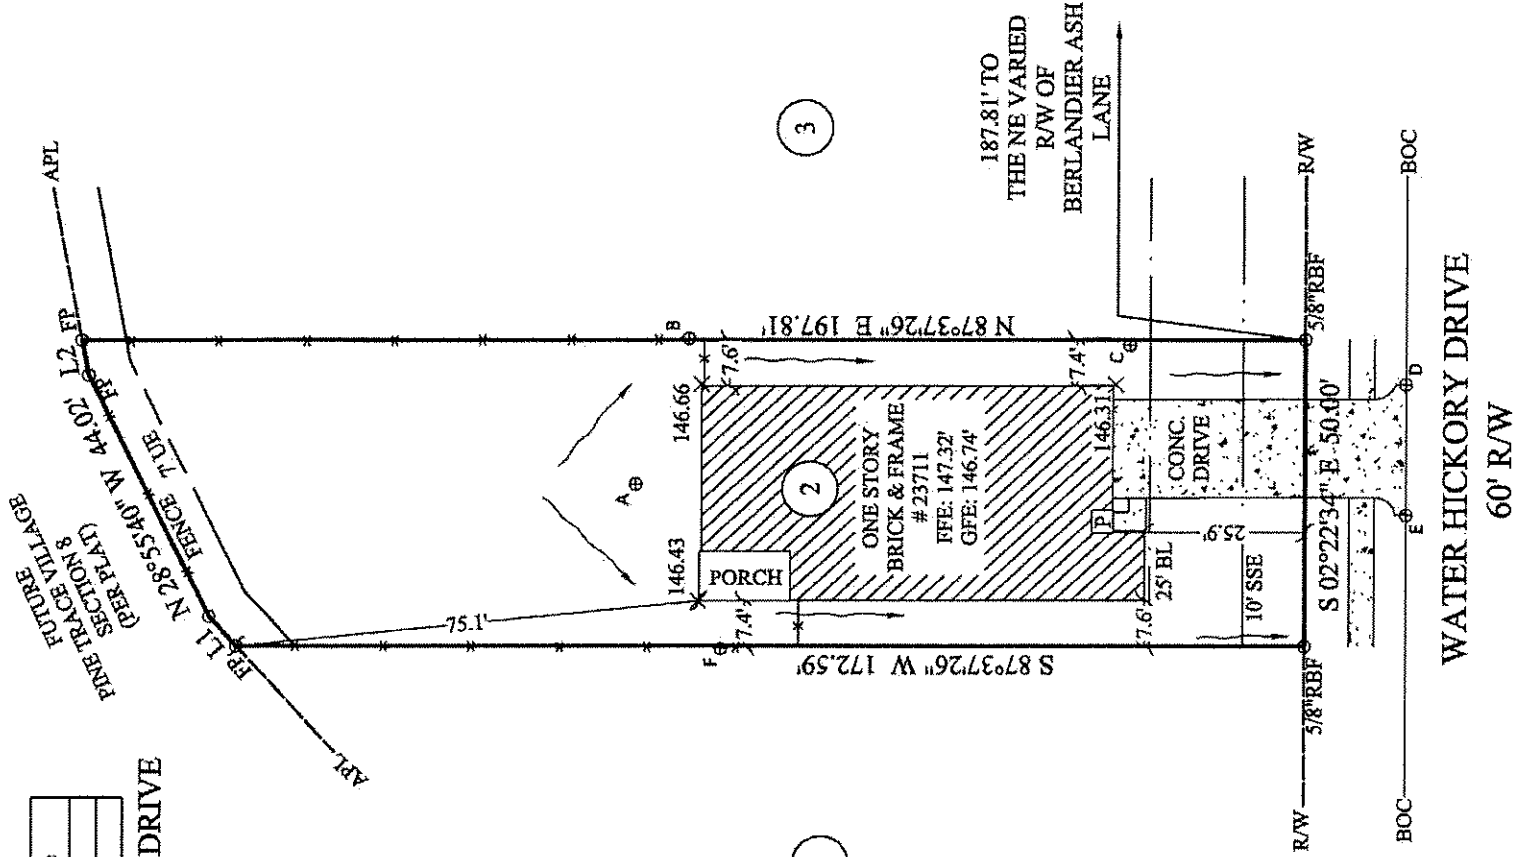 APL
FP
L2
FP
N 28°55'40" W 44.02'
FENCE 7'UE
FUTURE
PINE TRACE VILLAGE
SECTION 8
(PER PLAT)
L1
FP
APL
DRIVE
3
187.81' TO
THE NE VARIED
R/W OF
BERLANDIER ASH
LANE
A
B
75.1'
146.43
146.66
7.6'
7.4'
F
PORCH
2
ONE STORY
BRICK & FRAME
# 23711
FFE: 147.32'
GFE: 146.74'
N 87°37'26" E 197.81'
S 87°37'26" W 172.59'
7.4'
C
146.31
P
CONC.
DRIVE
25.9'
7.6'
25' BL
10' SSE
R/W
5/8"RBF
S 02°22'34" E 50.00'
5/8"RBF
R/W
BOC
D
E
BOC
WATER HICKORY DRIVE
60' R/W